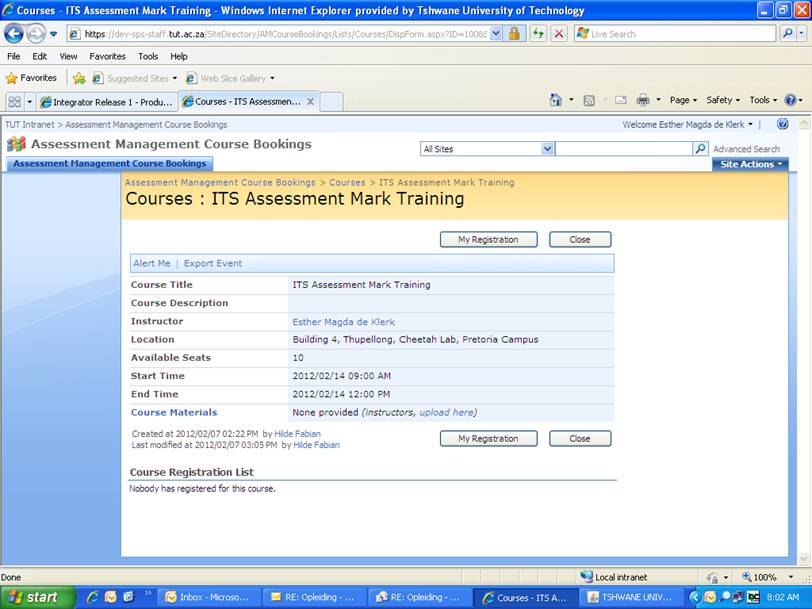 Courses - ITS Assessment Mark Training - Windows Internet Explorer provided by Tshwane University of Technology
https://dev-sps-staff.tut.ac.za/SiteDirectory/AMCourseBookings/Lists/Courses/DispForm.aspx?ID=1008&
Live Search
File Edit View Favorites Tools Help
Favorites Suggested Sites Web Slice Gallery
Integrator Release 1 - Produ... Courses - ITS Assessmen... Page Safety Tools
TUT Intranet > Assessment Management Course Bookings Welcome Esther Magda de Klerk
Assessment Management Course Bookings All Sites Advanced Search
Assessment Management Course Bookings Site Actions
Assessment Management Course Bookings > Courses > ITS Assessment Mark Training
Courses : ITS Assessment Mark Training
My Registration Close
Alert Me | Export Event
Course Title ITS Assessment Mark Training
Course Description
Instructor Esther Magda de Klerk
Location Building 4, Thupellong, Cheetah Lab, Pretoria Campus
Available Seats 10
Start Time 2012/02/14 09:00 AM
End Time 2012/02/14 12:00 PM
Course Materials None provided (instructors, upload here)
Created at 2012/02/07 02:22 PM by Hilde Fabian
Last modified at 2012/02/07 03:05 PM by Hilde Fabian
My Registration Close
Course Registration List
Nobody has registered for this course.
Done Local intranet 100%
start Inbox - Microso... RE: Opleiding - ... RE: Opleiding - ... Courses - ITS A... TSHWANE UNIV... 8:02 AM